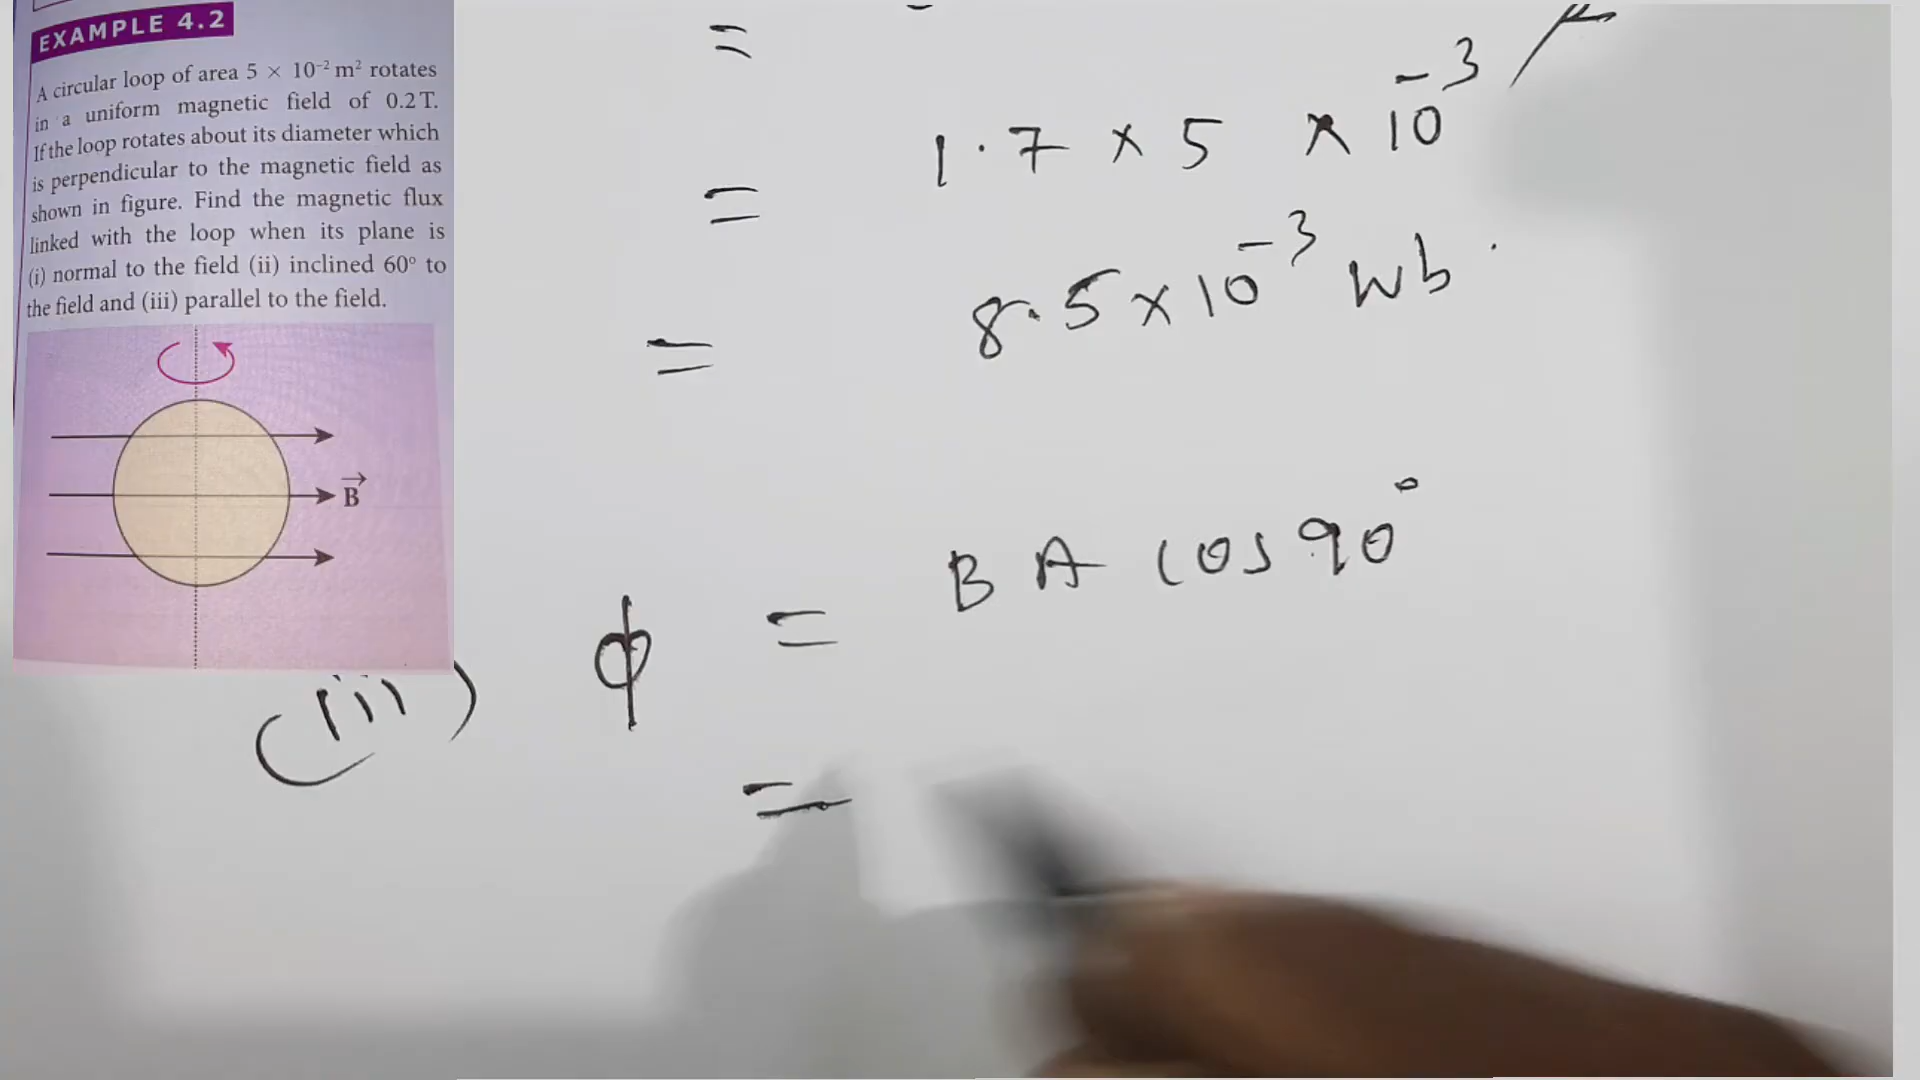 EXAMPLE 4.2
A circular loop of area 5 × 10⁻² m² rotates
in a uniform magnetic field of 0.2 T.
If the loop rotates about its diameter which
is perpendicular to the magnetic field as
shown in figure. Find the magnetic flux
linked with the loop when its plane is
(i) normal to the field (ii) inclined 60° to
the field and (iii) parallel to the field.
B⃗
=
= 1.7 × 5 × 10⁻³
= 8.5 × 10⁻³ wb.
(iii) ϕ = B A cos 90°
=